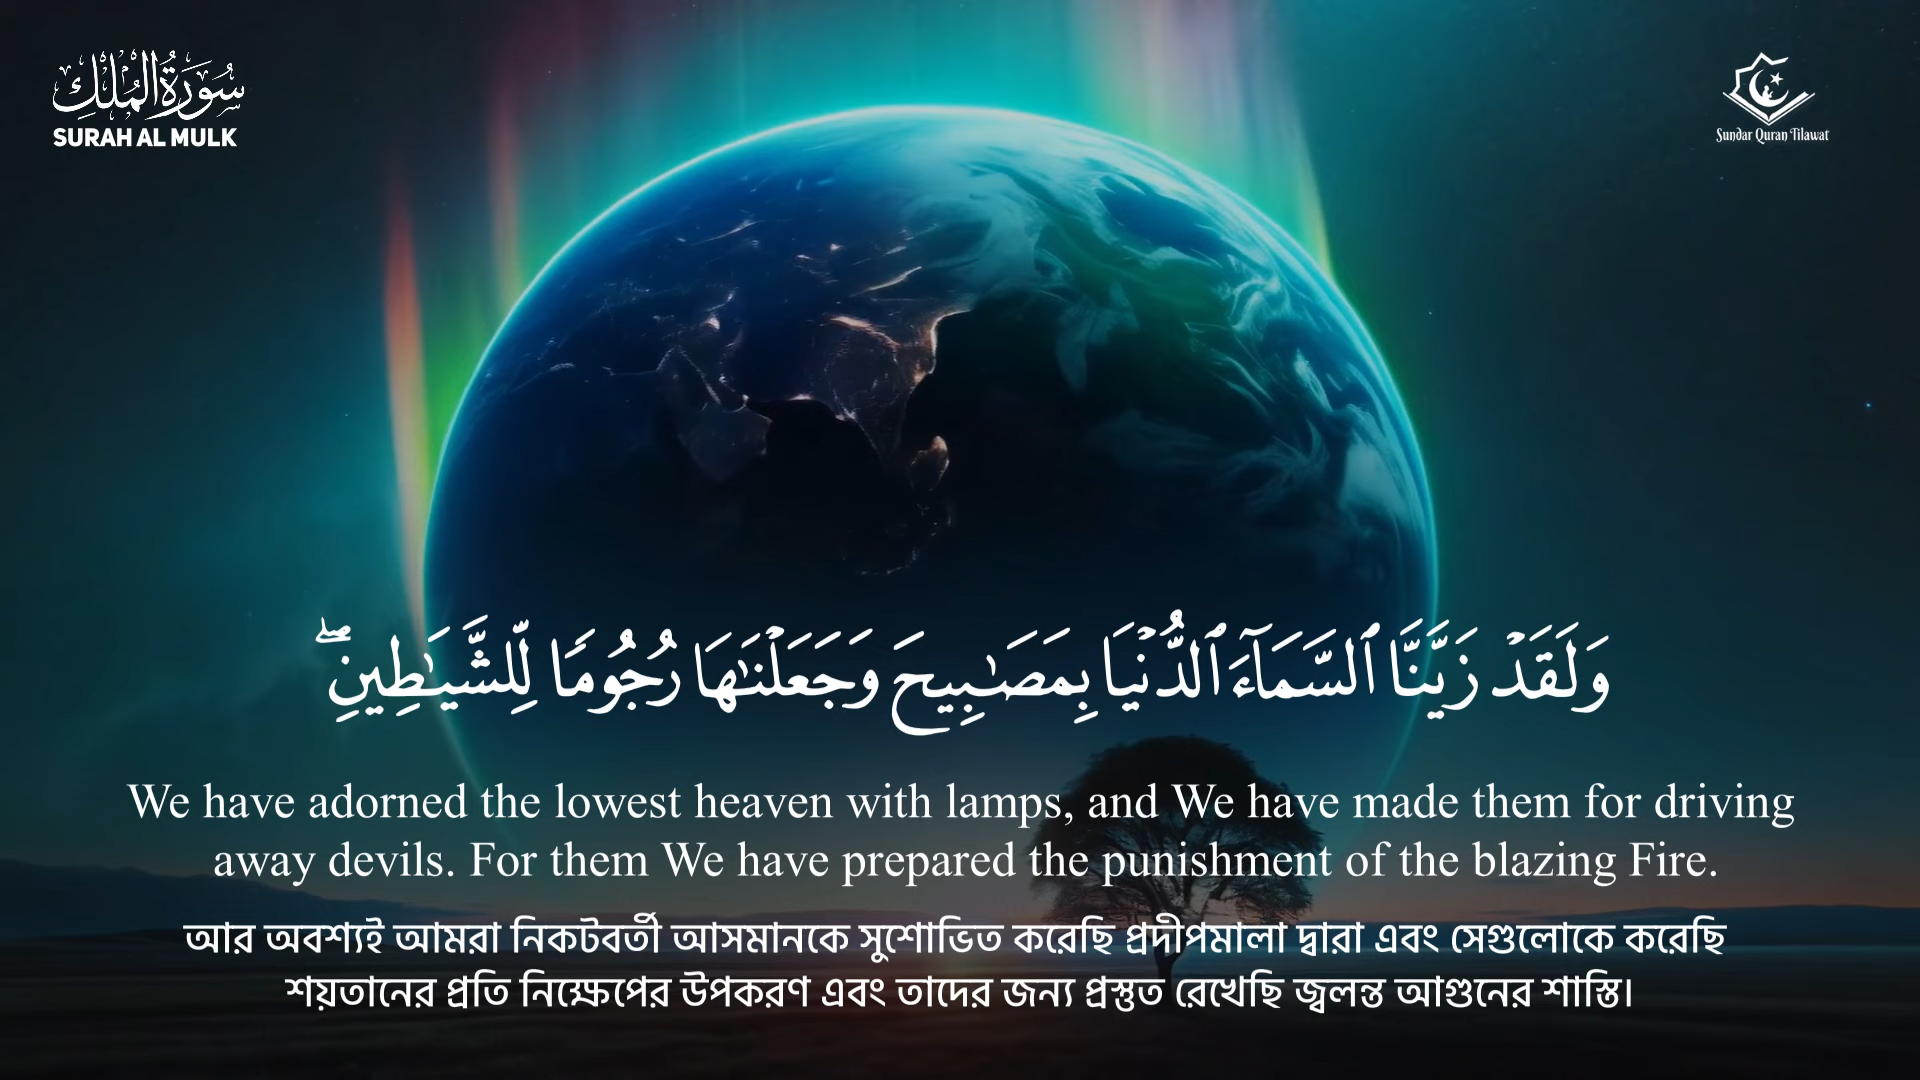 سُورَةُ الْمُلْكِ
SURAH AL MULK
Sundar Quran Tilawat
وَلَقَدْ زَيَّنَّا ٱلسَّمَآءَ ٱلدُّنْيَا بِمَصَـٰبِيحَ وَجَعَلْنَـٰهَا رُجُومًا لِّلشَّيَـٰطِينِ ۖ
We have adorned the lowest heaven with lamps, and We have made them for driving
away devils. For them We have prepared the punishment of the blazing Fire.
আর অবশ্যই আমরা নিকটবর্তী আসমানকে সুশোভিত করেছি প্রদীপমালা দ্বারা এবং সেগুলোকে করেছি
শয়তানের প্রতি নিক্ষেপের উপকরণ এবং তাদের জন্য প্রস্তুত রেখেছি জ্বলন্ত আগুনের শাস্তি।